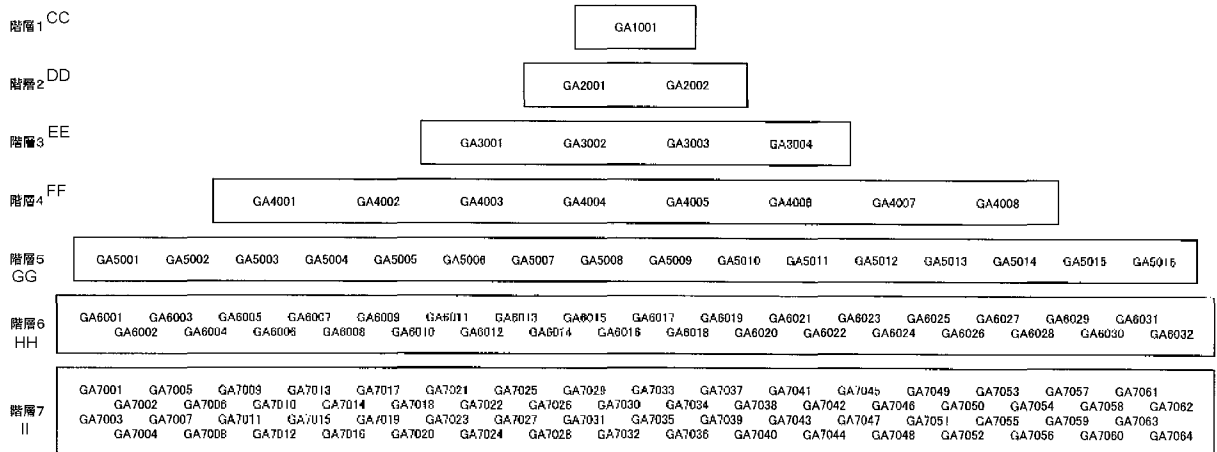 階層1 CC GA1001
階層2 DD GA2001 GA2002
階層3 EE GA3001 GA3002 GA3003 GA3004
階層4 FF GA4001 GA4002 GA4003 GA4004 GA4005 GA4006 GA4007 GA4008
階層5 GA5001 GA5002 GA5003 GA5004 GA5005 GA5006 GA5007 GA5008 GA5009 GA5010 GA5011 GA5012 GA5013 GA5014 GA5015 GA5016
GG
GA6001 GA6003 GA6005 GA6007 GA6009 GA6011 GA6013 GA6015 GA6017 GA6019 GA6021 GA6023 GA6025 GA6027 GA6029 GA6031
階層6
GA6002 GA6004 GA6006 GA6008 GA6010 GA6012 GA6014 GA6016 GA6018 GA6020 GA6022 GA6024 GA6026 GA6028 GA6030 GA6032
HH
GA7001 GA7005 GA7009 GA7013 GA7017 GA7021 GA7025 GA7029 GA7033 GA7037 GA7041 GA7045 GA7049 GA7053 GA7057 GA7061
GA7002 GA7006 GA7010 GA7014 GA7018 GA7022 GA7026 GA7030 GA7034 GA7038 GA7042 GA7046 GA7050 GA7054 GA7058 GA7062
階層7
GA7003 GA7007 GA7011 GA7015 GA7019 GA7023 GA7027 GA7031 GA7035 GA7039 GA7043 GA7047 GA7051 GA7055 GA7059 GA7063
II
GA7004 GA7008 GA7012 GA7016 GA7020 GA7024 GA7028 GA7032 GA7036 GA7040 GA7044 GA7048 GA7052 GA7056 GA7060 GA7064